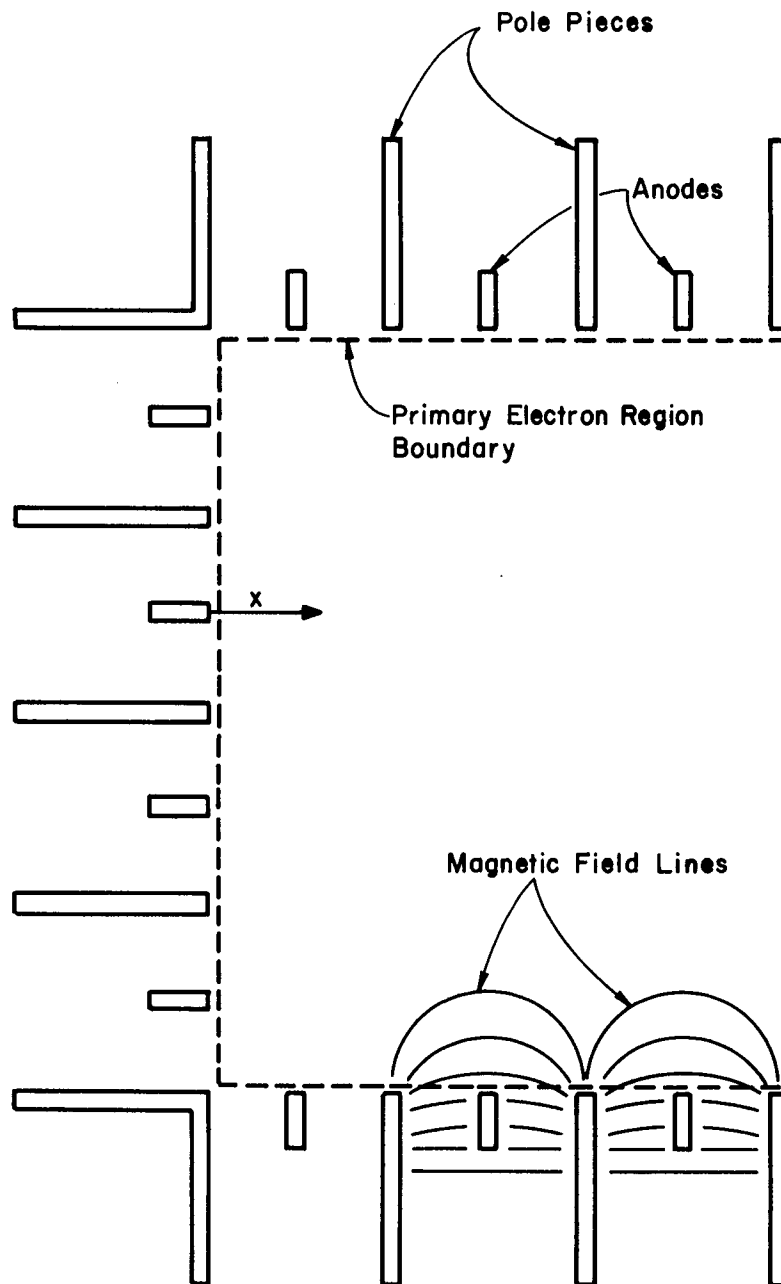 Pole Pieces
Anodes
Primary Electron Region
Boundary
X
Magnetic Field Lines